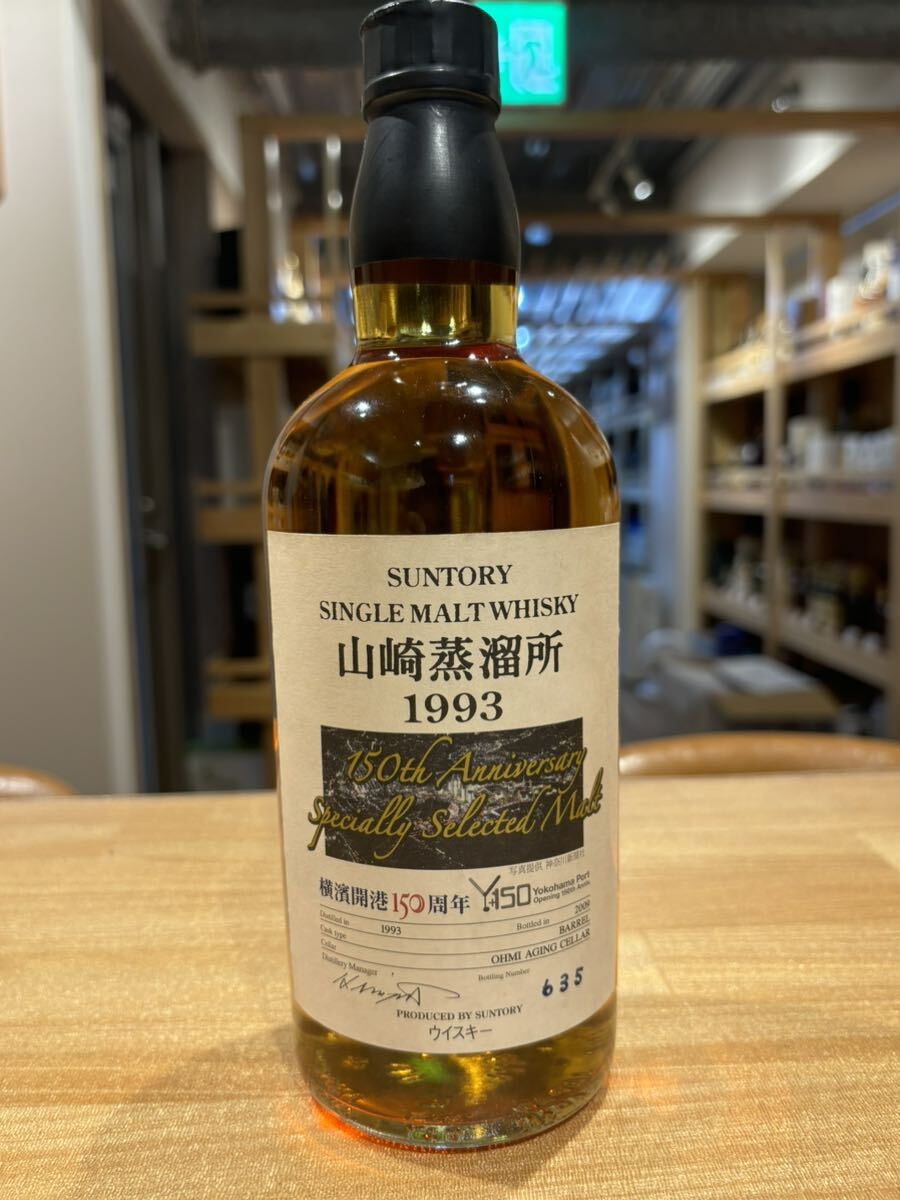 SUNTORY
SINGLE MALT WHISKY
山崎蒸溜所
1993
150th Anniversary
Specially Selected Malt
写真提供 神奈川新聞社
横濱開港150周年
Y150 Yokohama Port
Opening 150th Anniv.
Distilled in 1993 Bottled in 2009
Cask type BARREL
Cellar OHMI AGING CELLAR
Distillery Manager Bottling Number 635
PRODUCED BY SUNTORY
ウイスキー